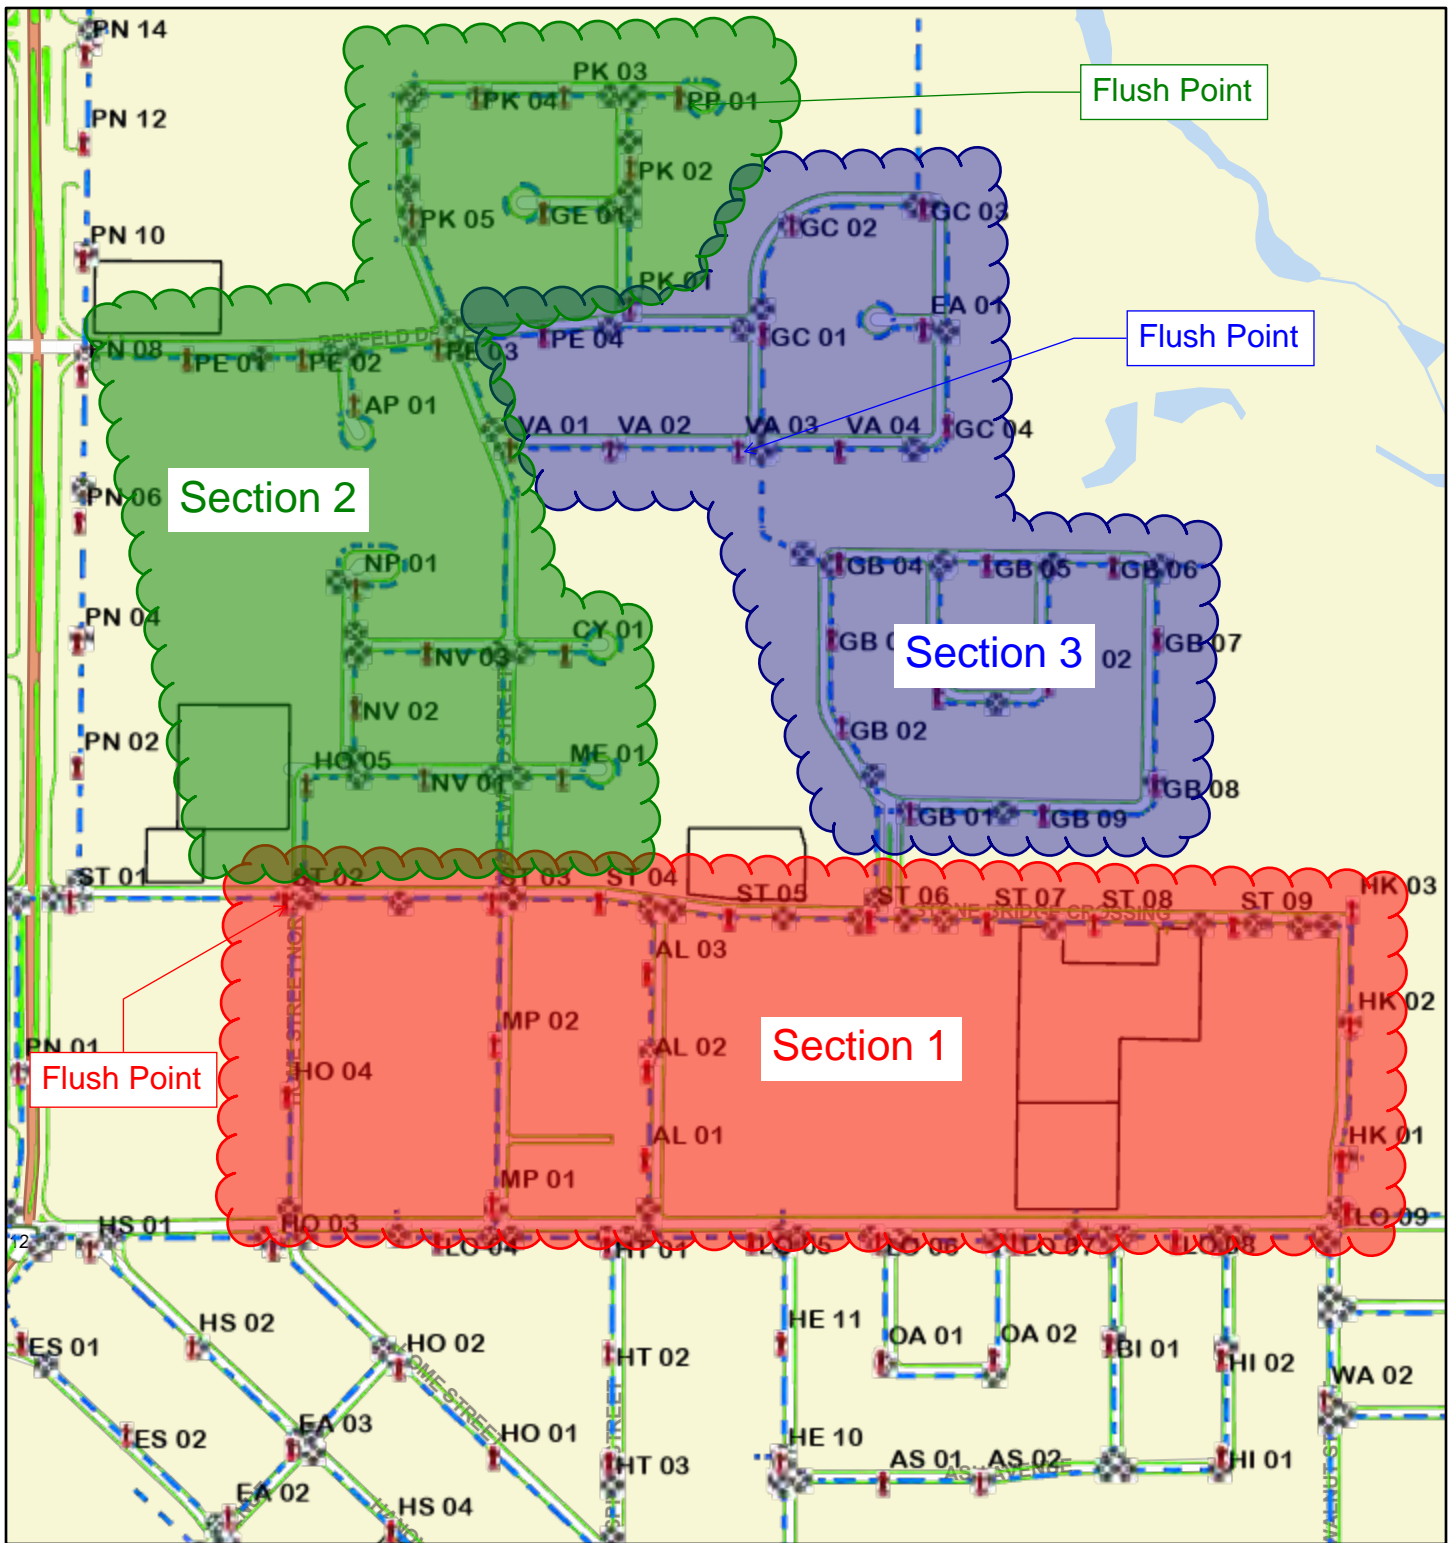 PN 14
PK 03
PK 04
PP 01
Flush Point
PN 12
PK 02
PK 05
GE 01
GC 03
GC 02
PN 10
PK 01
EA 01
Flush Point
GC 01
PE 04
PN 08
PE 01
PE 02
PE 03
AP 01
VA 01
VA 02
VA 03
VA 04
GC 04
Section 2
PN 06
NP 01
GB 04
GB 05
GB 06
PN 04
CY 01
NV 03
Section 3
02
GB 07
NV 02
GB 02
PN 02
HO 05
NV 01
ME 01
GB 08
GB 01
GB 09
ST 01
ST 02
ST 03
ST 04
ST 05
ST 06
ST 07
ST 08
ST 09
HK 03
STONE BRIDGE CROSSING
AL 03
HK 02
MP 02
Section 1
PN 01
AL 02
Flush Point
HO 04
AL 01
HK 01
MP 01
LO 09
HS 01
HO 03
LO 04
HT 01
LO 05
LO 06
LO 07
LO 08
12
HS 02
HO 02
HE 11
OA 01
OA 02
ES 01
HT 02
BI 01
HI 02
WA 02
HOME STREET
EA 03
HO 01
ES 02
HE 10
HT 03
AS 01
AS 02
HI 01
ASH AVENUE
EA 02
HS 04